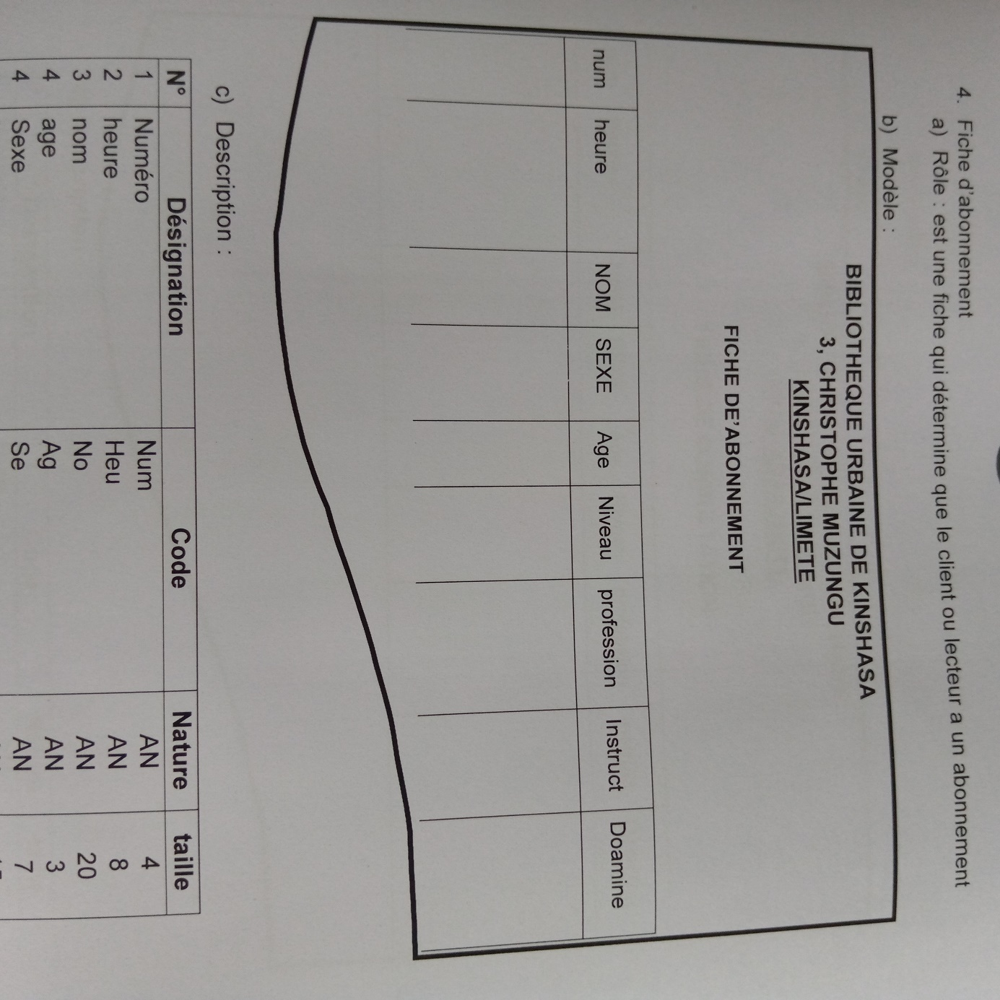 4. Fiche d'abonnement
a) Rôle : est une fiche qui détermine que le client ou lecteur a un abonnement
b) Modèle :
BIBLIOTHEQUE URBAINE DE KINSHASA
3, CHRISTOPHE MUZUNGU
KINSHASA/LIMETE
FICHE DE'ABONNEMENT
num heure NOM SEXE Age Niveau profession Instruct Doamine
c) Description :
N° Désignation Code Nature taille
1 Numéro Num AN 4
2 heure Heu AN 8
3 nom No AN 20
4 age Ag AN 3
4 Sexe Se AN 7